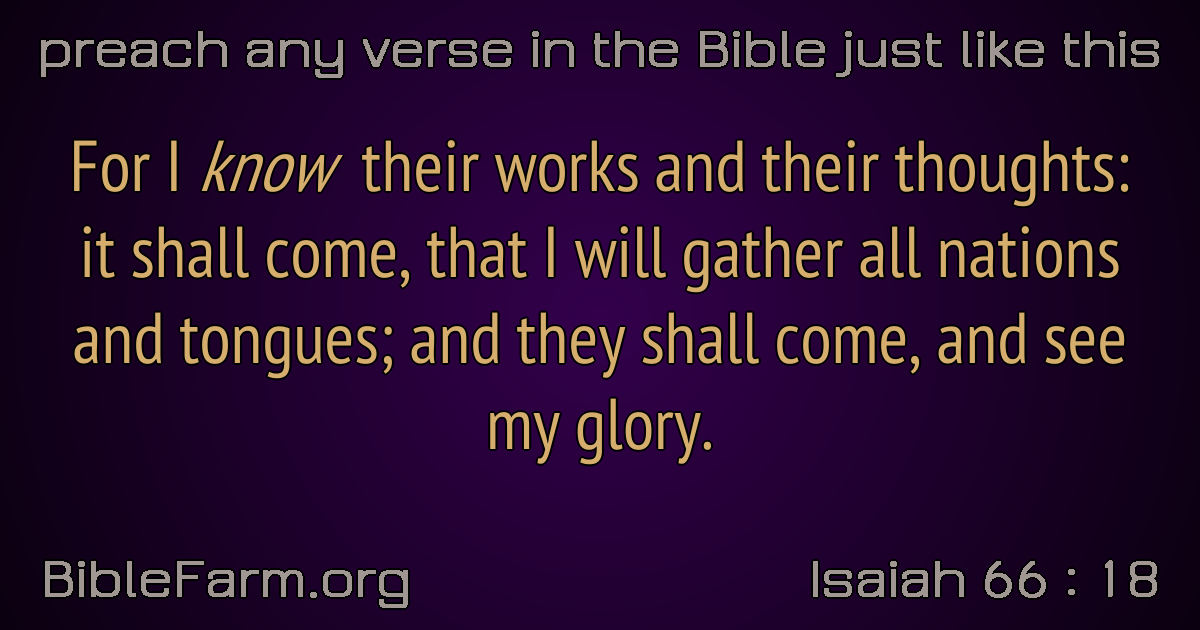 preach any verse in the Bible just like this
For I know their works and their thoughts:
it shall come, that I will gather all nations
and tongues; and they shall come, and see
my glory.
BibleFarm.org
Isaiah 66 : 18